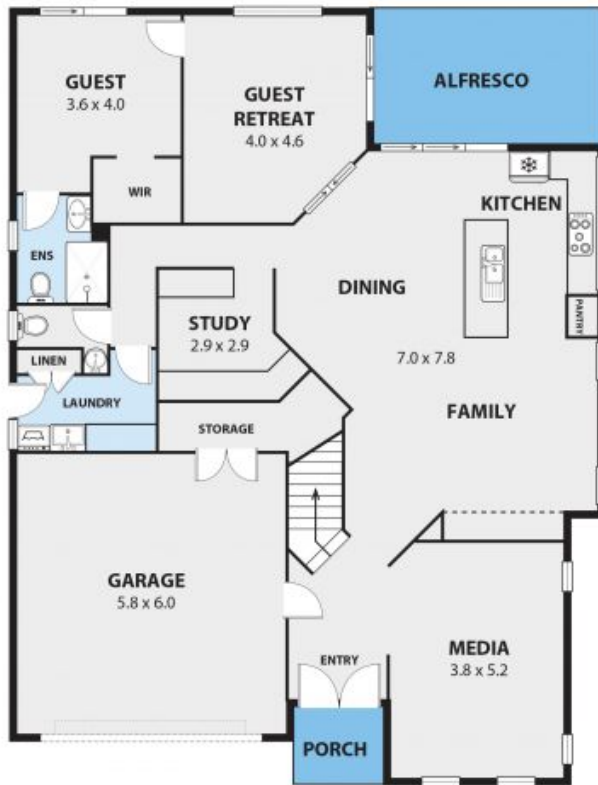 GUEST
3.6 x 4.0
GUEST
RETREAT
4.0 x 4.6
ALFRESCO
WIR
KITCHEN
ENS
DINING
STUDY
2.9 x 2.9
PANTRY
7.0 x 7.8
LINEN
LAUNDRY
FAMILY
STORAGE
GARAGE
5.8 x 6.0
MEDIA
3.8 x 5.2
ENTRY
PORCH